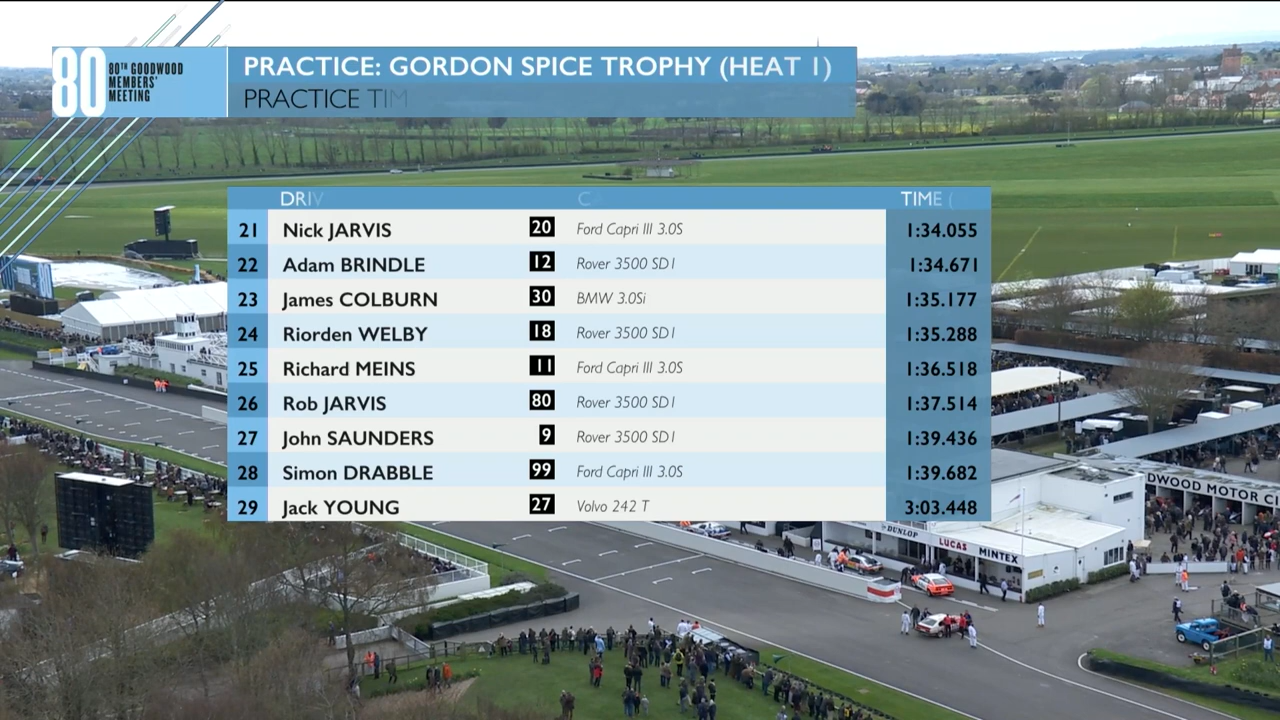 80
80TH GOODWOOD
MEMBERS'
MEETING
PRACTICE: GORDON SPICE TROPHY (HEAT 1)
PRACTICE TIM
DRIV C TIME (
21 Nick JARVIS 20 Ford Capri III 3.0S 1:34.055
22 Adam BRINDLE 12 Rover 3500 SD1 1:34.671
23 James COLBURN 30 BMW 3.0Si 1:35.177
24 Riorden WELBY 18 Rover 3500 SD1 1:35.288
25 Richard MEINS 11 Ford Capri III 3.0S 1:36.518
26 Rob JARVIS 80 Rover 3500 SD1 1:37.514
27 John SAUNDERS 9 Rover 3500 SD1 1:39.436
28 Simon DRABBLE 99 Ford Capri III 3.0S 1:39.682
29 Jack YOUNG 27 Volvo 242 T 3:03.448
DWOOD MOTOR CI
DUNLOP LUCAS MINTEX